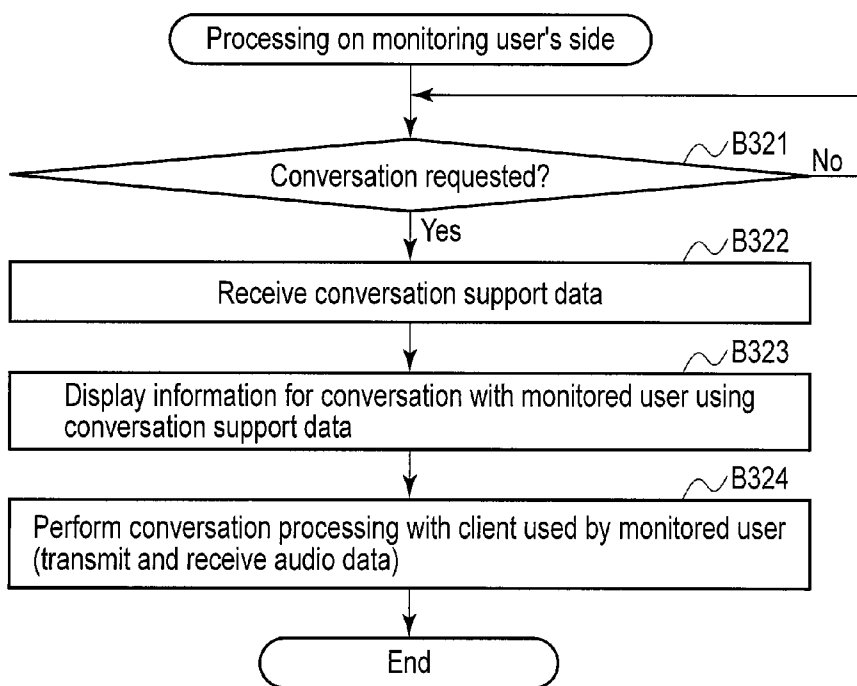 Processing on monitoring user's side
B321
Conversation requested?
No
Yes
B322
Receive conversation support data
B323
Display information for conversation with monitored user using
conversation support data
B324
Perform conversation processing with client used by monitored user
(transmit and receive audio data)
End